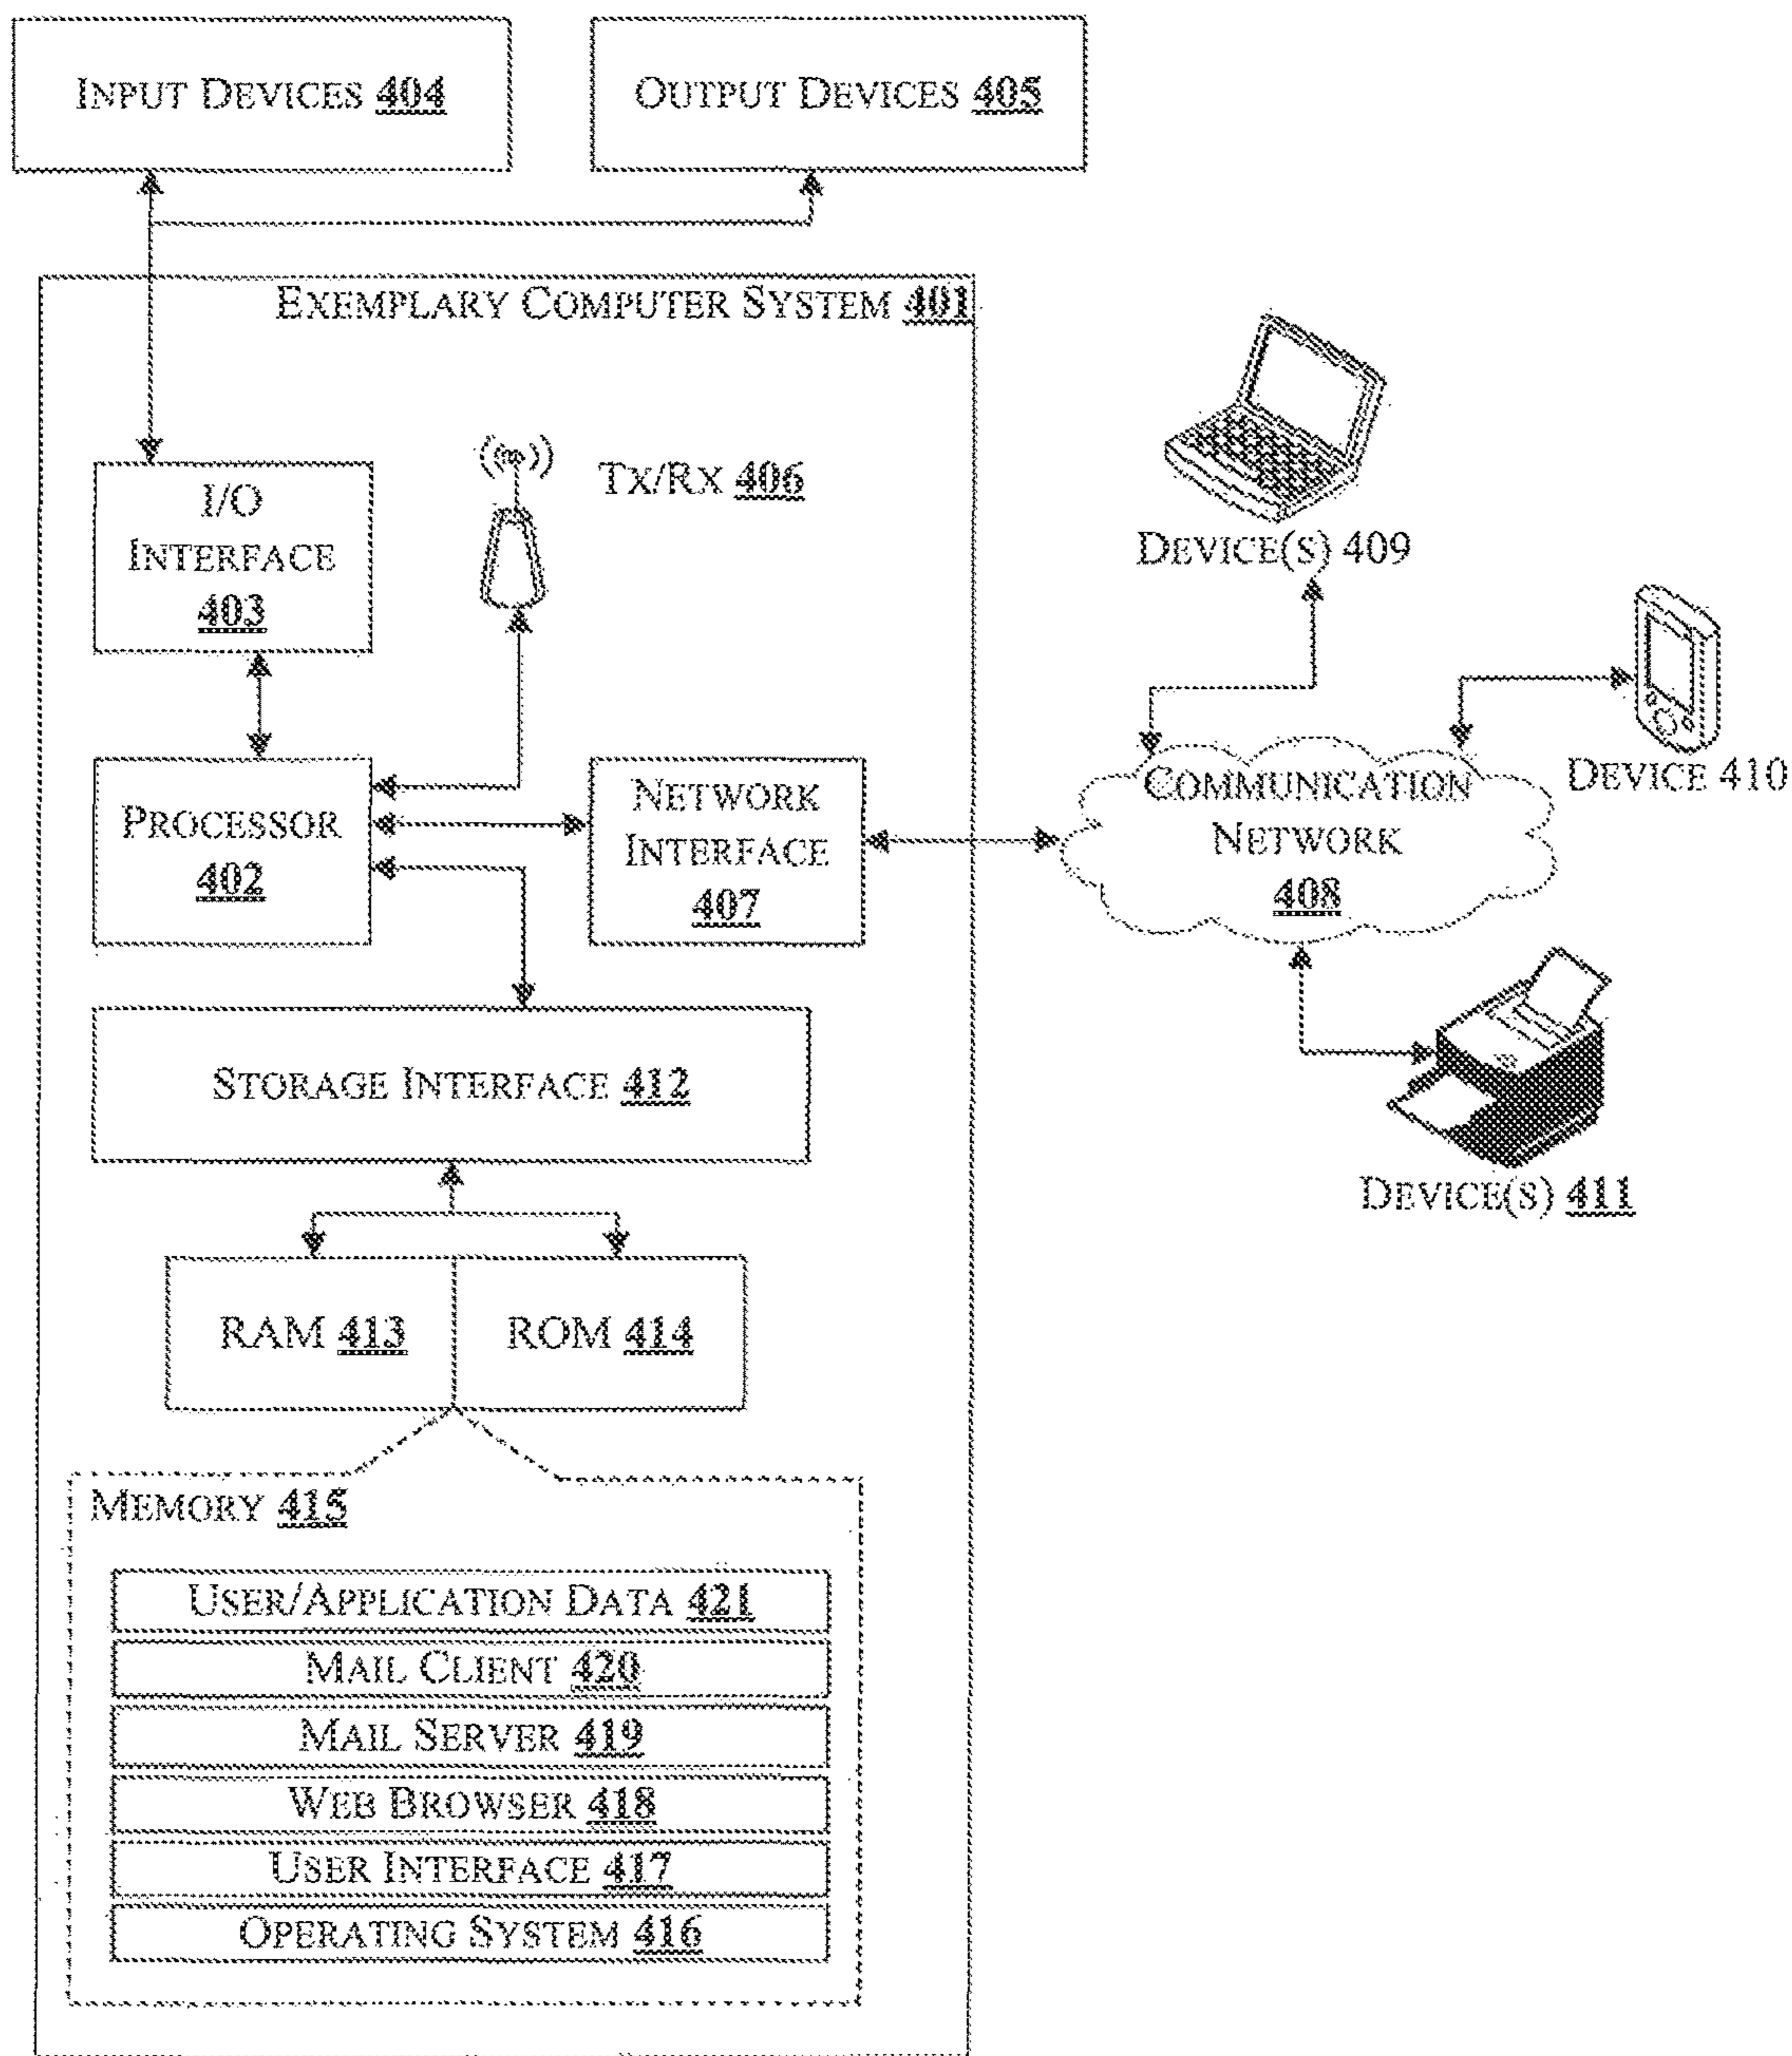 INPUT DEVICES 404
OUTPUT DEVICES 405
EXEMPLARY COMPUTER SYSTEM 401
I/O
INTERFACE
403
TX/RX 406
DEVICE(S) 409
DEVICE 410
PROCESSOR
402
NETWORK
INTERFACE
407
COMMUNICATION
NETWORK
408
STORAGE INTERFACE 412
DEVICE(S) 411
RAM 413
ROM 414
MEMORY 415
USER/APPLICATION DATA 421
MAIL CLIENT 420
MAIL SERVER 419
WEB BROWSER 418
USER INTERFACE 417
OPERATING SYSTEM 416